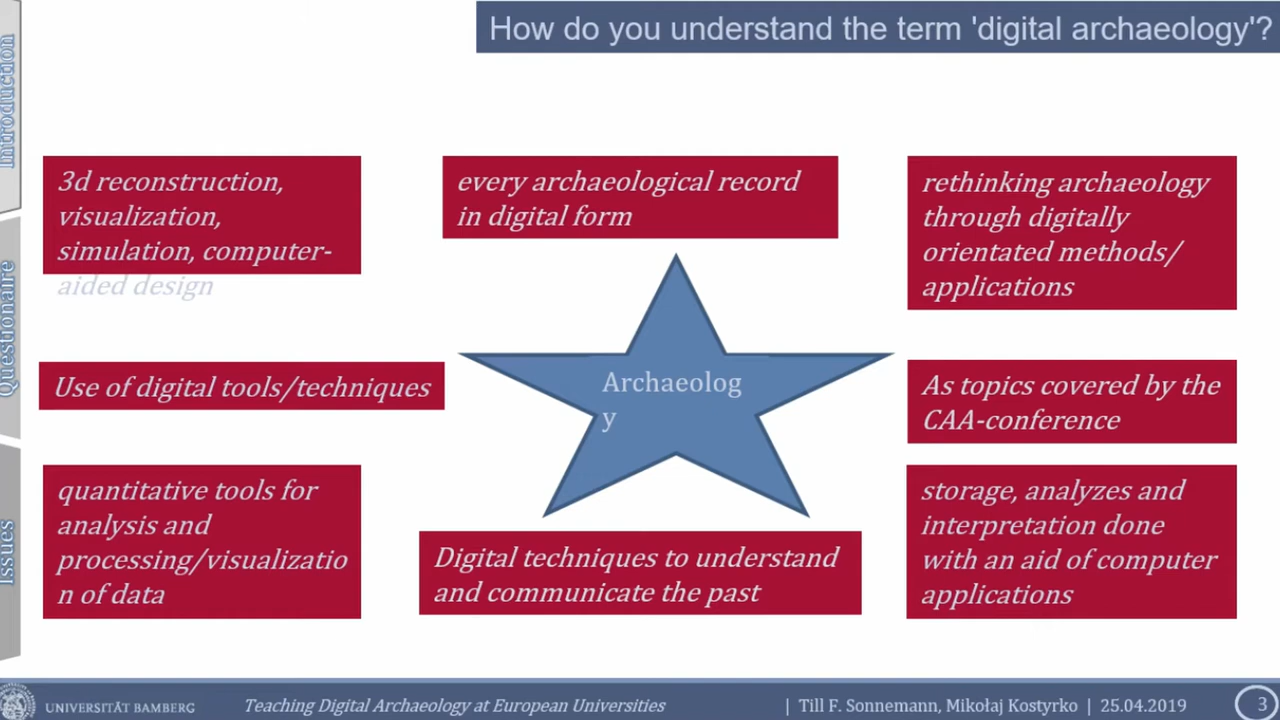 How do you understand the term 'digital archaeology'?
Introduction
Questionaire
Issues
3d reconstruction,
visualization,
simulation, computer-
aided design
every archaeological record
in digital form
rethinking archaeology
through digitally
orientated methods/
applications
Use of digital tools/techniques
Archaeolog
y
As topics covered by the
CAA-conference
quantitative tools for
analysis and
processing/visualizatio
n of data
Digital techniques to understand
and communicate the past
storage, analyzes and
interpretation done
with an aid of computer
applications
UNIVERSITÄT BAMBERG
Teaching Digital Archaeology at European Universities
| Till F. Sonnemann, Mikołaj Kostyrko | 25.04.2019
3